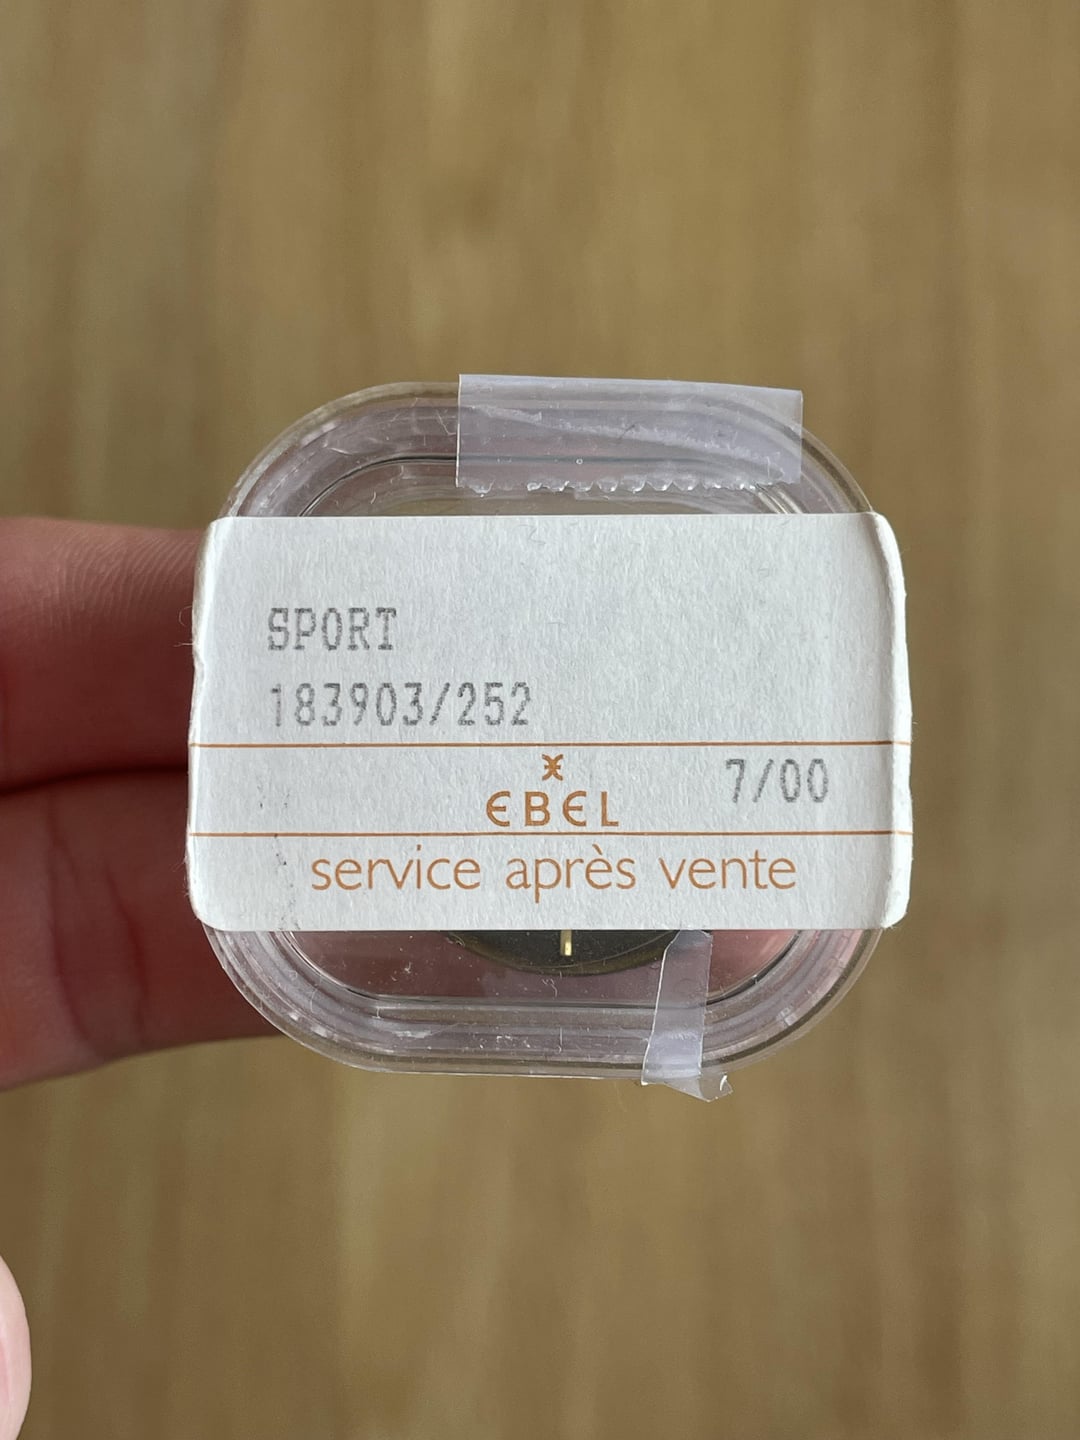 SPORT
183903/252
EBEL
7/00
service après vente